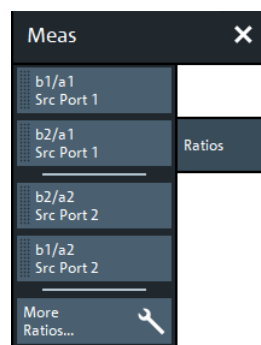 Meas
b1/a1
Src Port 1
b2/a1
Src Port 1
Ratios
b2/a2
Src Port 2
b1/a2
Src Port 2
More
Ratios...